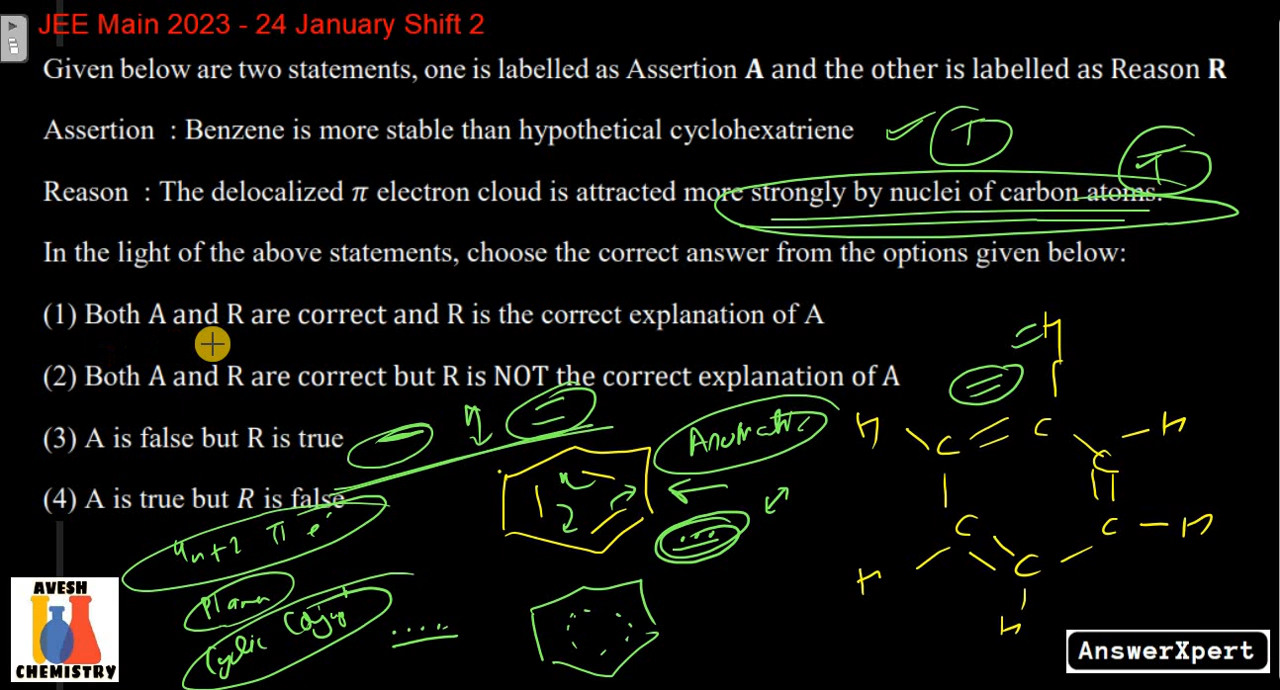 JEE Main 2023 - 24 January Shift 2
Given below are two statements, one is labelled as Assertion A and the other is labelled as Reason R
Assertion : Benzene is more stable than hypothetical cyclohexatriene
T
T
Reason : The delocalized π electron cloud is attracted more strongly by nuclei of carbon atoms.
In the light of the above statements, choose the correct answer from the options given below:
(1) Both A and R are correct and R is the correct explanation of A
(2) Both A and R are correct but R is NOT the correct explanation of A
(3) A is false but R is true
(4) A is true but R is false
4n+2 π e
H
H C C H
C
C C H
H C
H
AVESH
CHEMISTRY
AnswerXpert